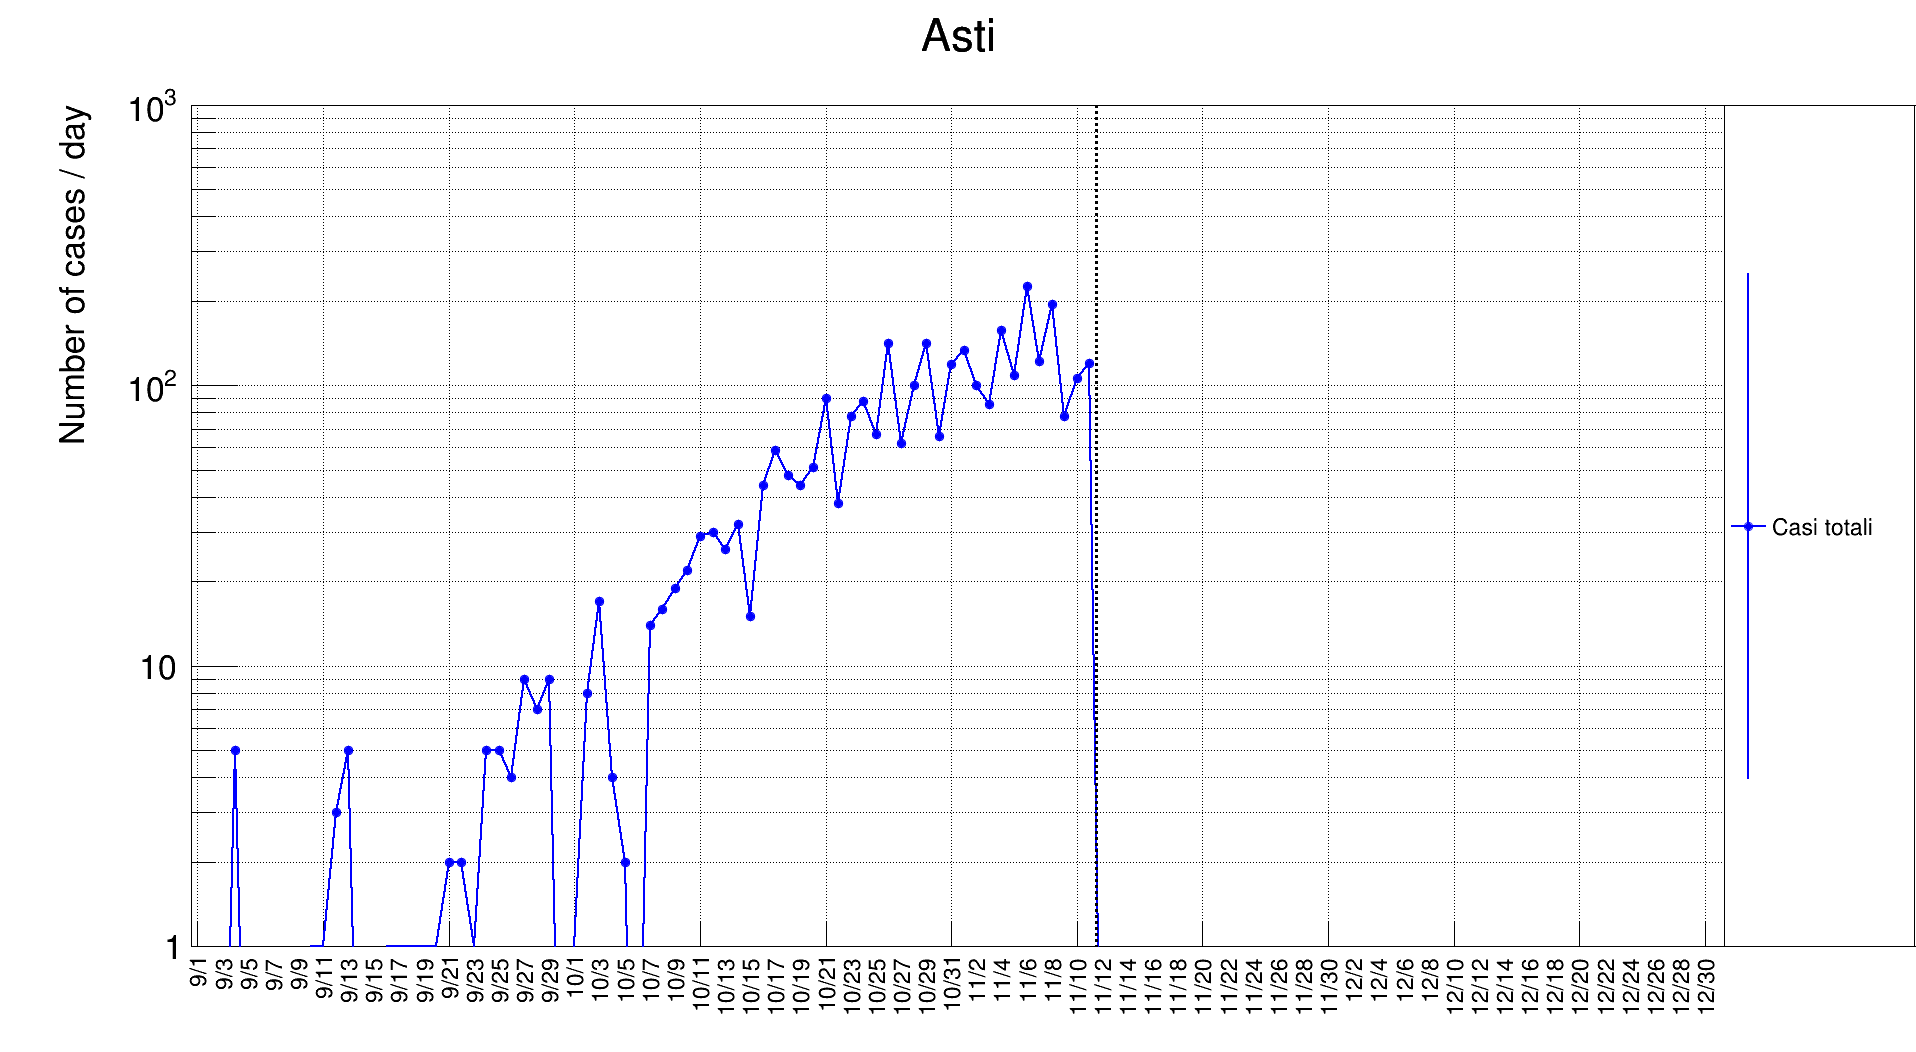 Asti
Number of cases / day
10³
10²
10
1
9/1 9/3 9/5 9/7 9/9 9/11 9/13 9/15 9/17 9/19 9/21 9/23 9/25 9/27 9/29 10/1 10/3 10/5 10/7 10/9 10/11 10/13 10/15 10/17 10/19 10/21 10/23 10/25 10/27 10/29 10/31 11/2 11/4 11/6 11/8 11/10 11/12 11/14 11/16 11/18 11/20 11/22 11/24 11/26 11/28 11/30 12/2 12/4 12/6 12/8 12/10 12/12 12/14 12/16 12/18 12/20 12/22 12/24 12/26 12/28 12/30
Casi totali